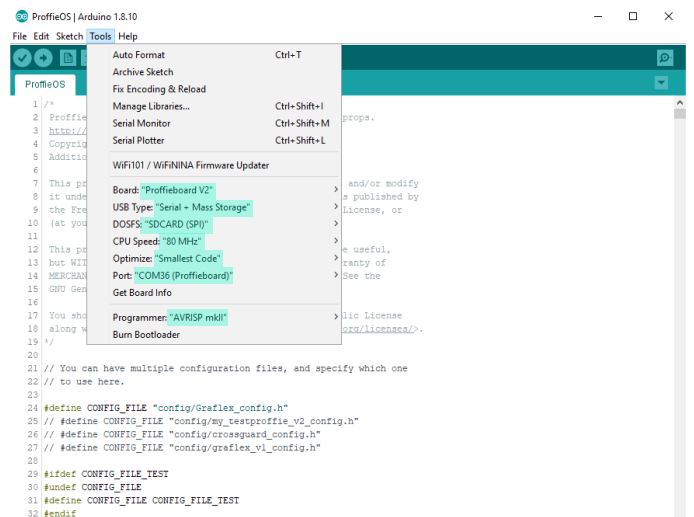 ProffieOS | Arduino 1.8.10
File Edit Sketch Tools Help
ProffieOS
Auto Format Ctrl+T
Archive Sketch
Fix Encoding & Reload
Manage Libraries... Ctrl+Shift+I
Serial Monitor Ctrl+Shift+M
Serial Plotter Ctrl+Shift+L
WiFi101 / WiFiNINA Firmware Updater
Board: "Proffieboard V2"
USB Type: "Serial + Mass Storage"
DOSFS: "SDCARD (SPI)"
CPU Speed: "80 MHz"
Optimize: "Smallest Code"
Port: "COM36 (Proffieboard)"
Get Board Info
Programmer: "AVRISP mkII"
Burn Bootloader
1 /*
2 Proffie props.
3 http://
4 Copyrig
5 Additio
6
7 This pr and/or modify
8 it unde s published by
9 the Fre License, or
10 (at you
11
12 This pr e useful,
13 but WIT ranty of
14 MERCHAN See the
15 GNU Gen
16
17 You sho lic License
18 along w org/licenses/>.
19 */
20
21 // You can have multiple configuration files, and specify which one
22 // to use here.
23
24 #define CONFIG_FILE "config/Graflex_config.h"
25 // #define CONFIG_FILE "config/my_testproffie_v2_config.h"
26 // #define CONFIG_FILE "config/crossguard_config.h"
27 // #define CONFIG_FILE "config/graflex_v1_config.h"
28
29 #ifdef CONFIG_FILE_TEST
30 #undef CONFIG_FILE
31 #define CONFIG_FILE CONFIG_FILE_TEST
32 #endif